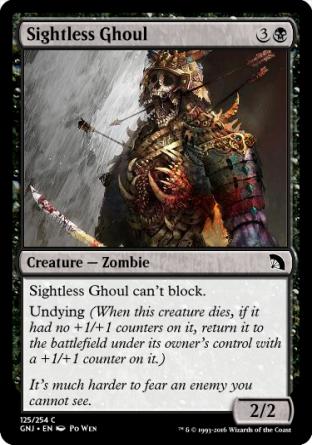 Sightless Ghoul 3
Creature — Zombie
Sightless Ghoul can't block.
Undying (When this creature dies, if it
had no +1/+1 counters on it, return it to
the battlefield under its owner's control with
a +1/+1 counter on it.)
It's much harder to fear an enemy you
cannot see.
125/254 C
GNJ • EN Po Wen
™ & © 1993-2016 Wizards of the Coast
2/2